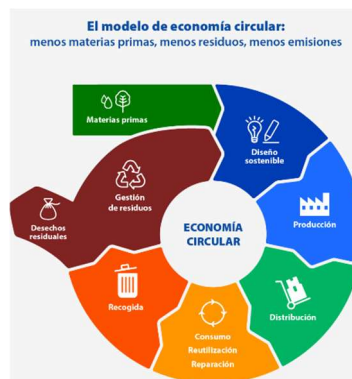 El modelo de economía circular:
menos materias primas, menos residuos, menos emisiones
Materias primas
Diseño
sostenible
Producción
Distribución
Consumo
Reutilización
Reparación
Recogida
Gestión
de residuos
Desechos
residuales
ECONOMÍA
CIRCULAR